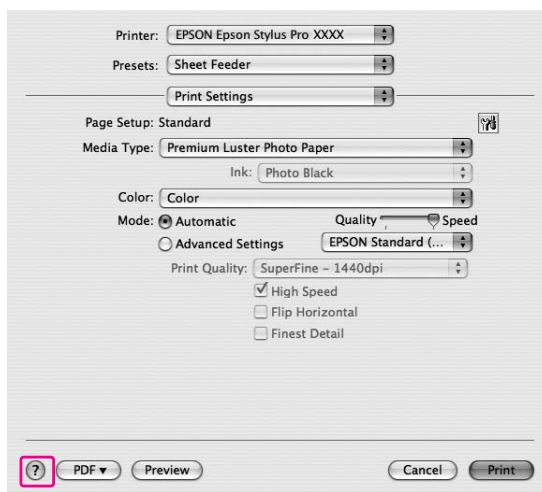 Printer: EPSON Epson Stylus Pro XXXX
Presets: Sheet Feeder
Print Settings
Page Setup: Standard
Media Type: Premium Luster Photo Paper
Ink: Photo Black
Color: Color
Mode: Automatic Quality Speed
Advanced Settings EPSON Standard (...
Print Quality: SuperFine – 1440dpi
High Speed
Flip Horizontal
Finest Detail
? PDF▼ Preview Cancel Print